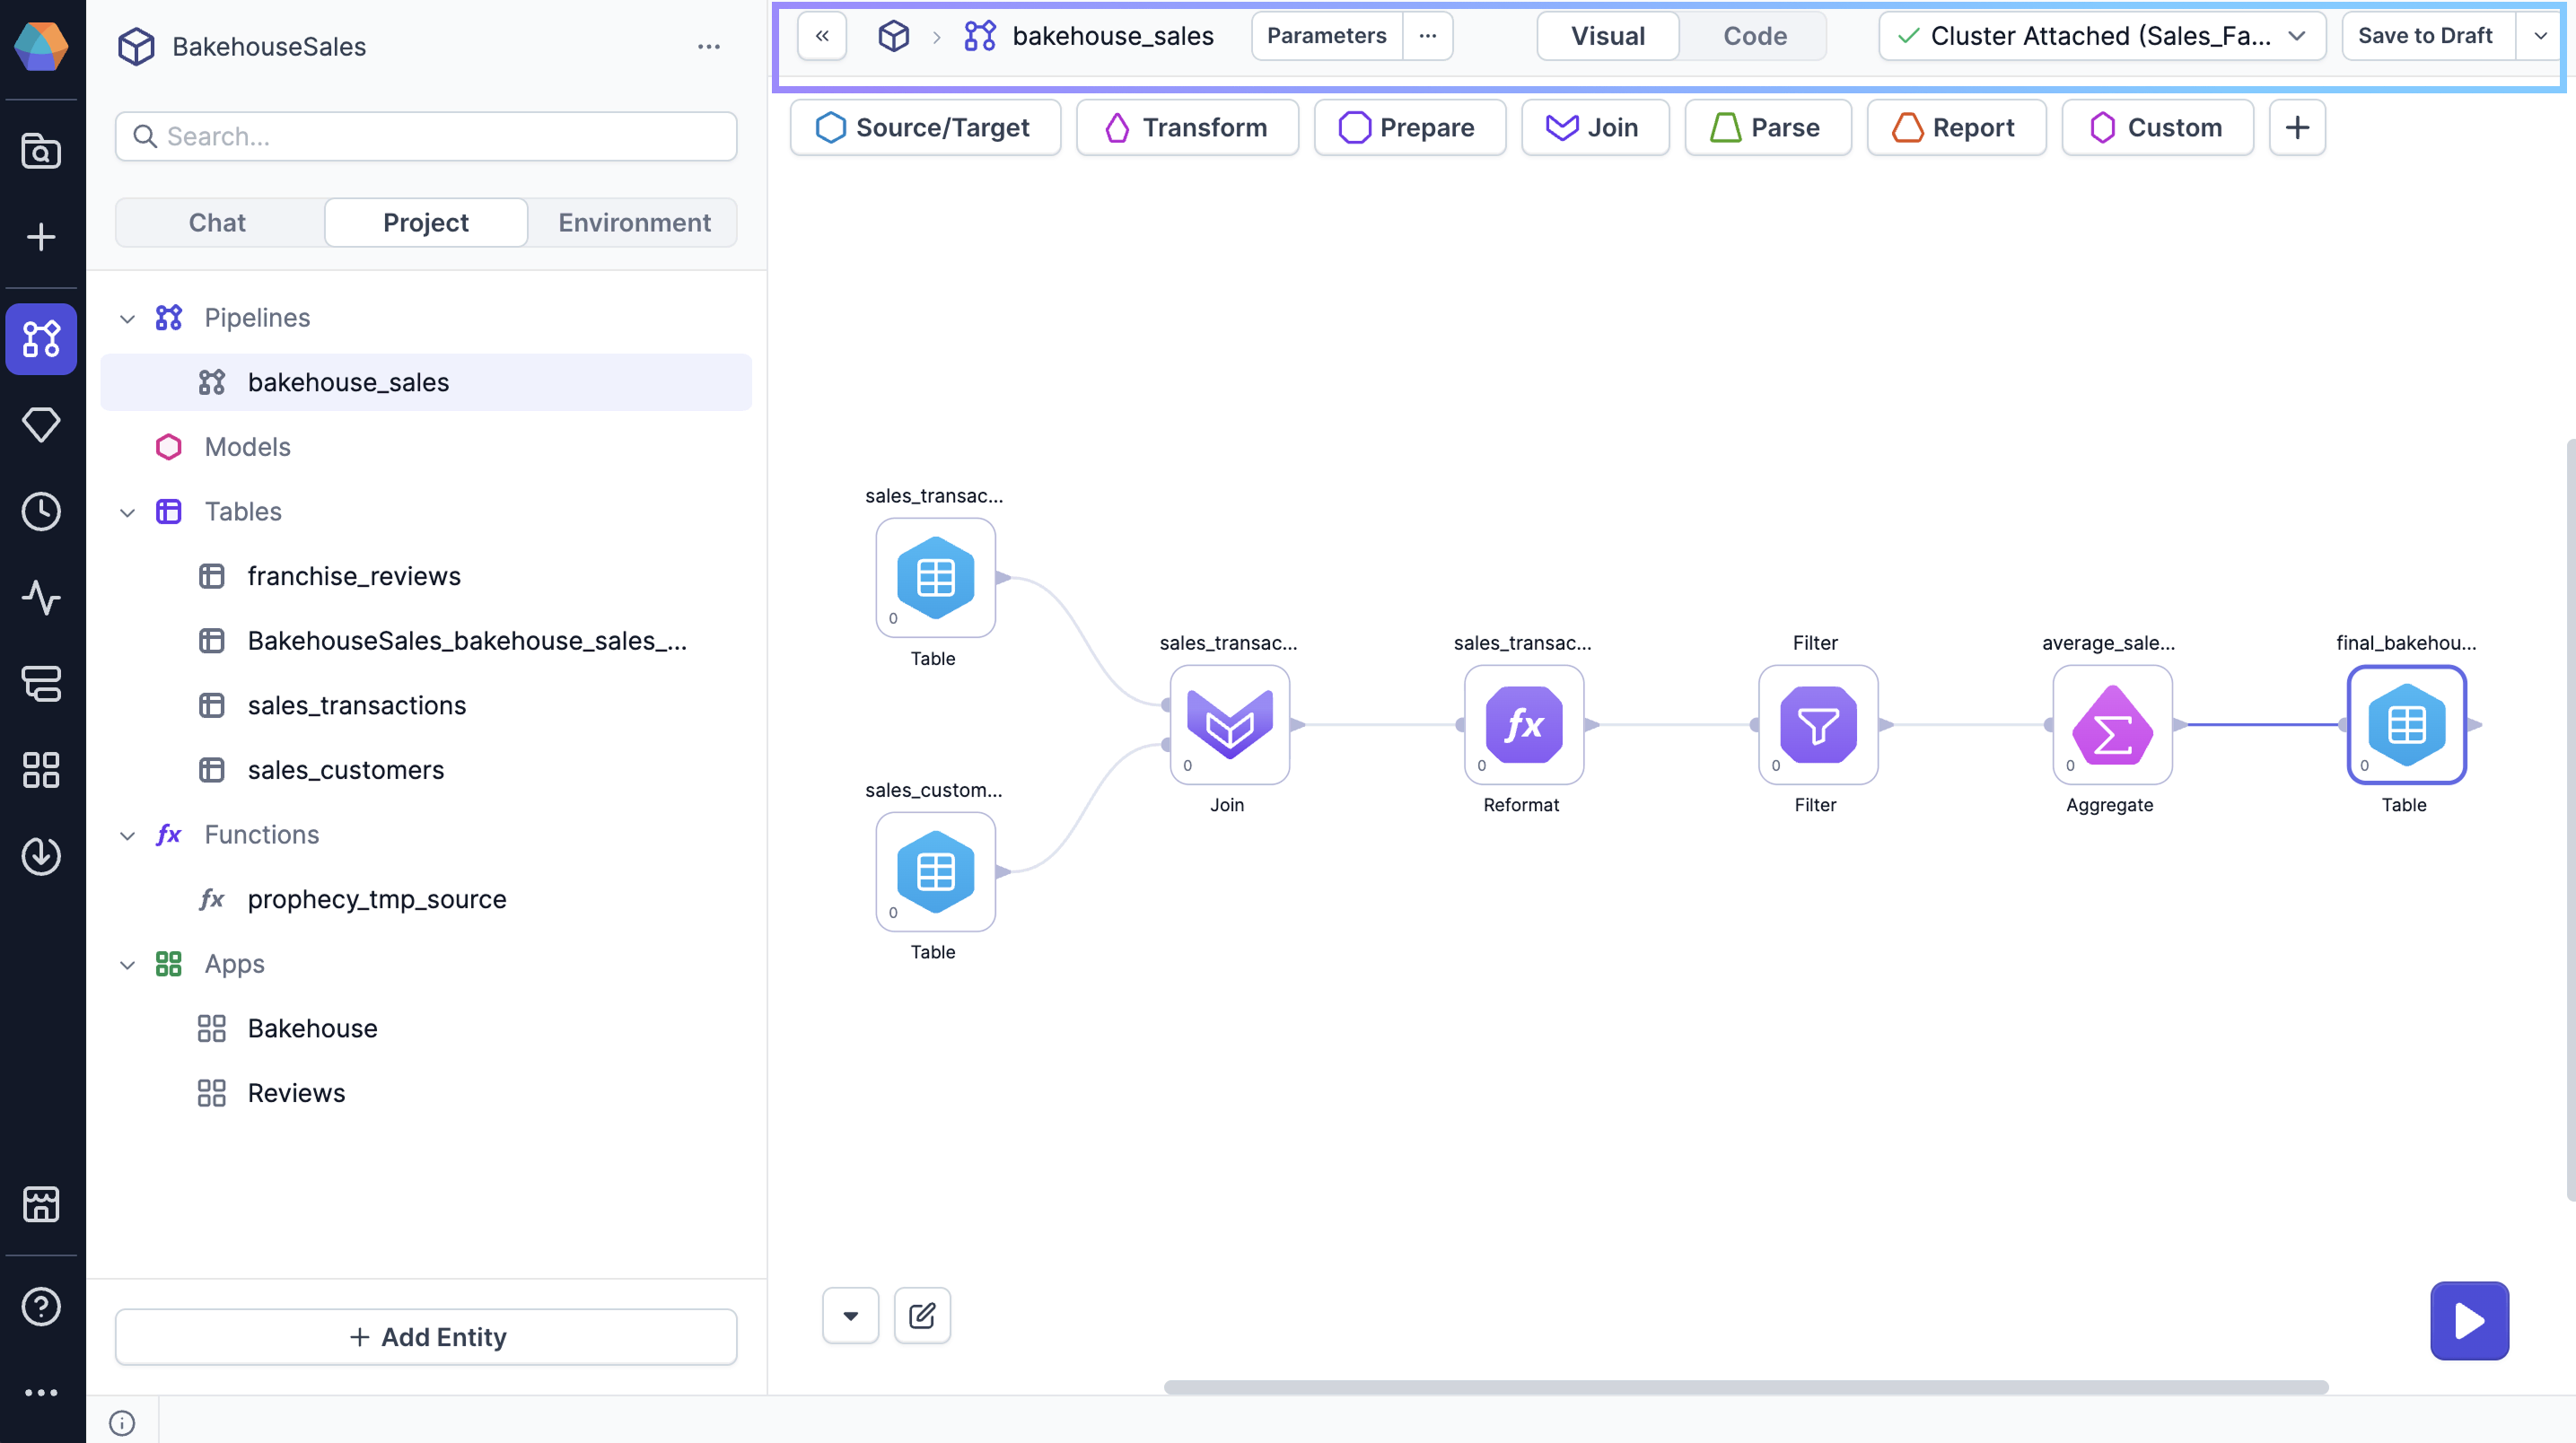 BakehouseSales
Search...
Chat Project Environment
Pipelines
bakehouse_sales
Models
Tables
franchise_reviews
BakehouseSales_bakehouse_sales_...
sales_transactions
sales_customers
fx Functions
fx prophecy_tmp_source
Apps
Bakehouse
Reviews
+ Add Entity
bakehouse_sales Parameters ... Visual Code Cluster Attached (Sales_Fa... Save to Draft
Source/Target Transform Prepare Join Parse Report Custom +
sales_transac...
0
Table
sales_custom...
0
Table
sales_transac...
0
Join
sales_transac...
fx
0
Reformat
Filter
0
Filter
average_sale...
Σ
0
Aggregate
final_bakehou...
0
Table